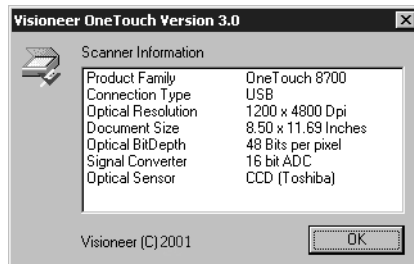 Visioneer OneTouch Version 3.0
Scanner Information
Product Family OneTouch 8700
Connection Type USB
Optical Resolution 1200 x 4800 Dpi
Document Size 8.50 x 11.69 Inches
Optical BitDepth 48 Bits per pixel
Signal Converter 16 bit ADC
Optical Sensor CCD (Toshiba)
Visioneer (C) 2001 OK